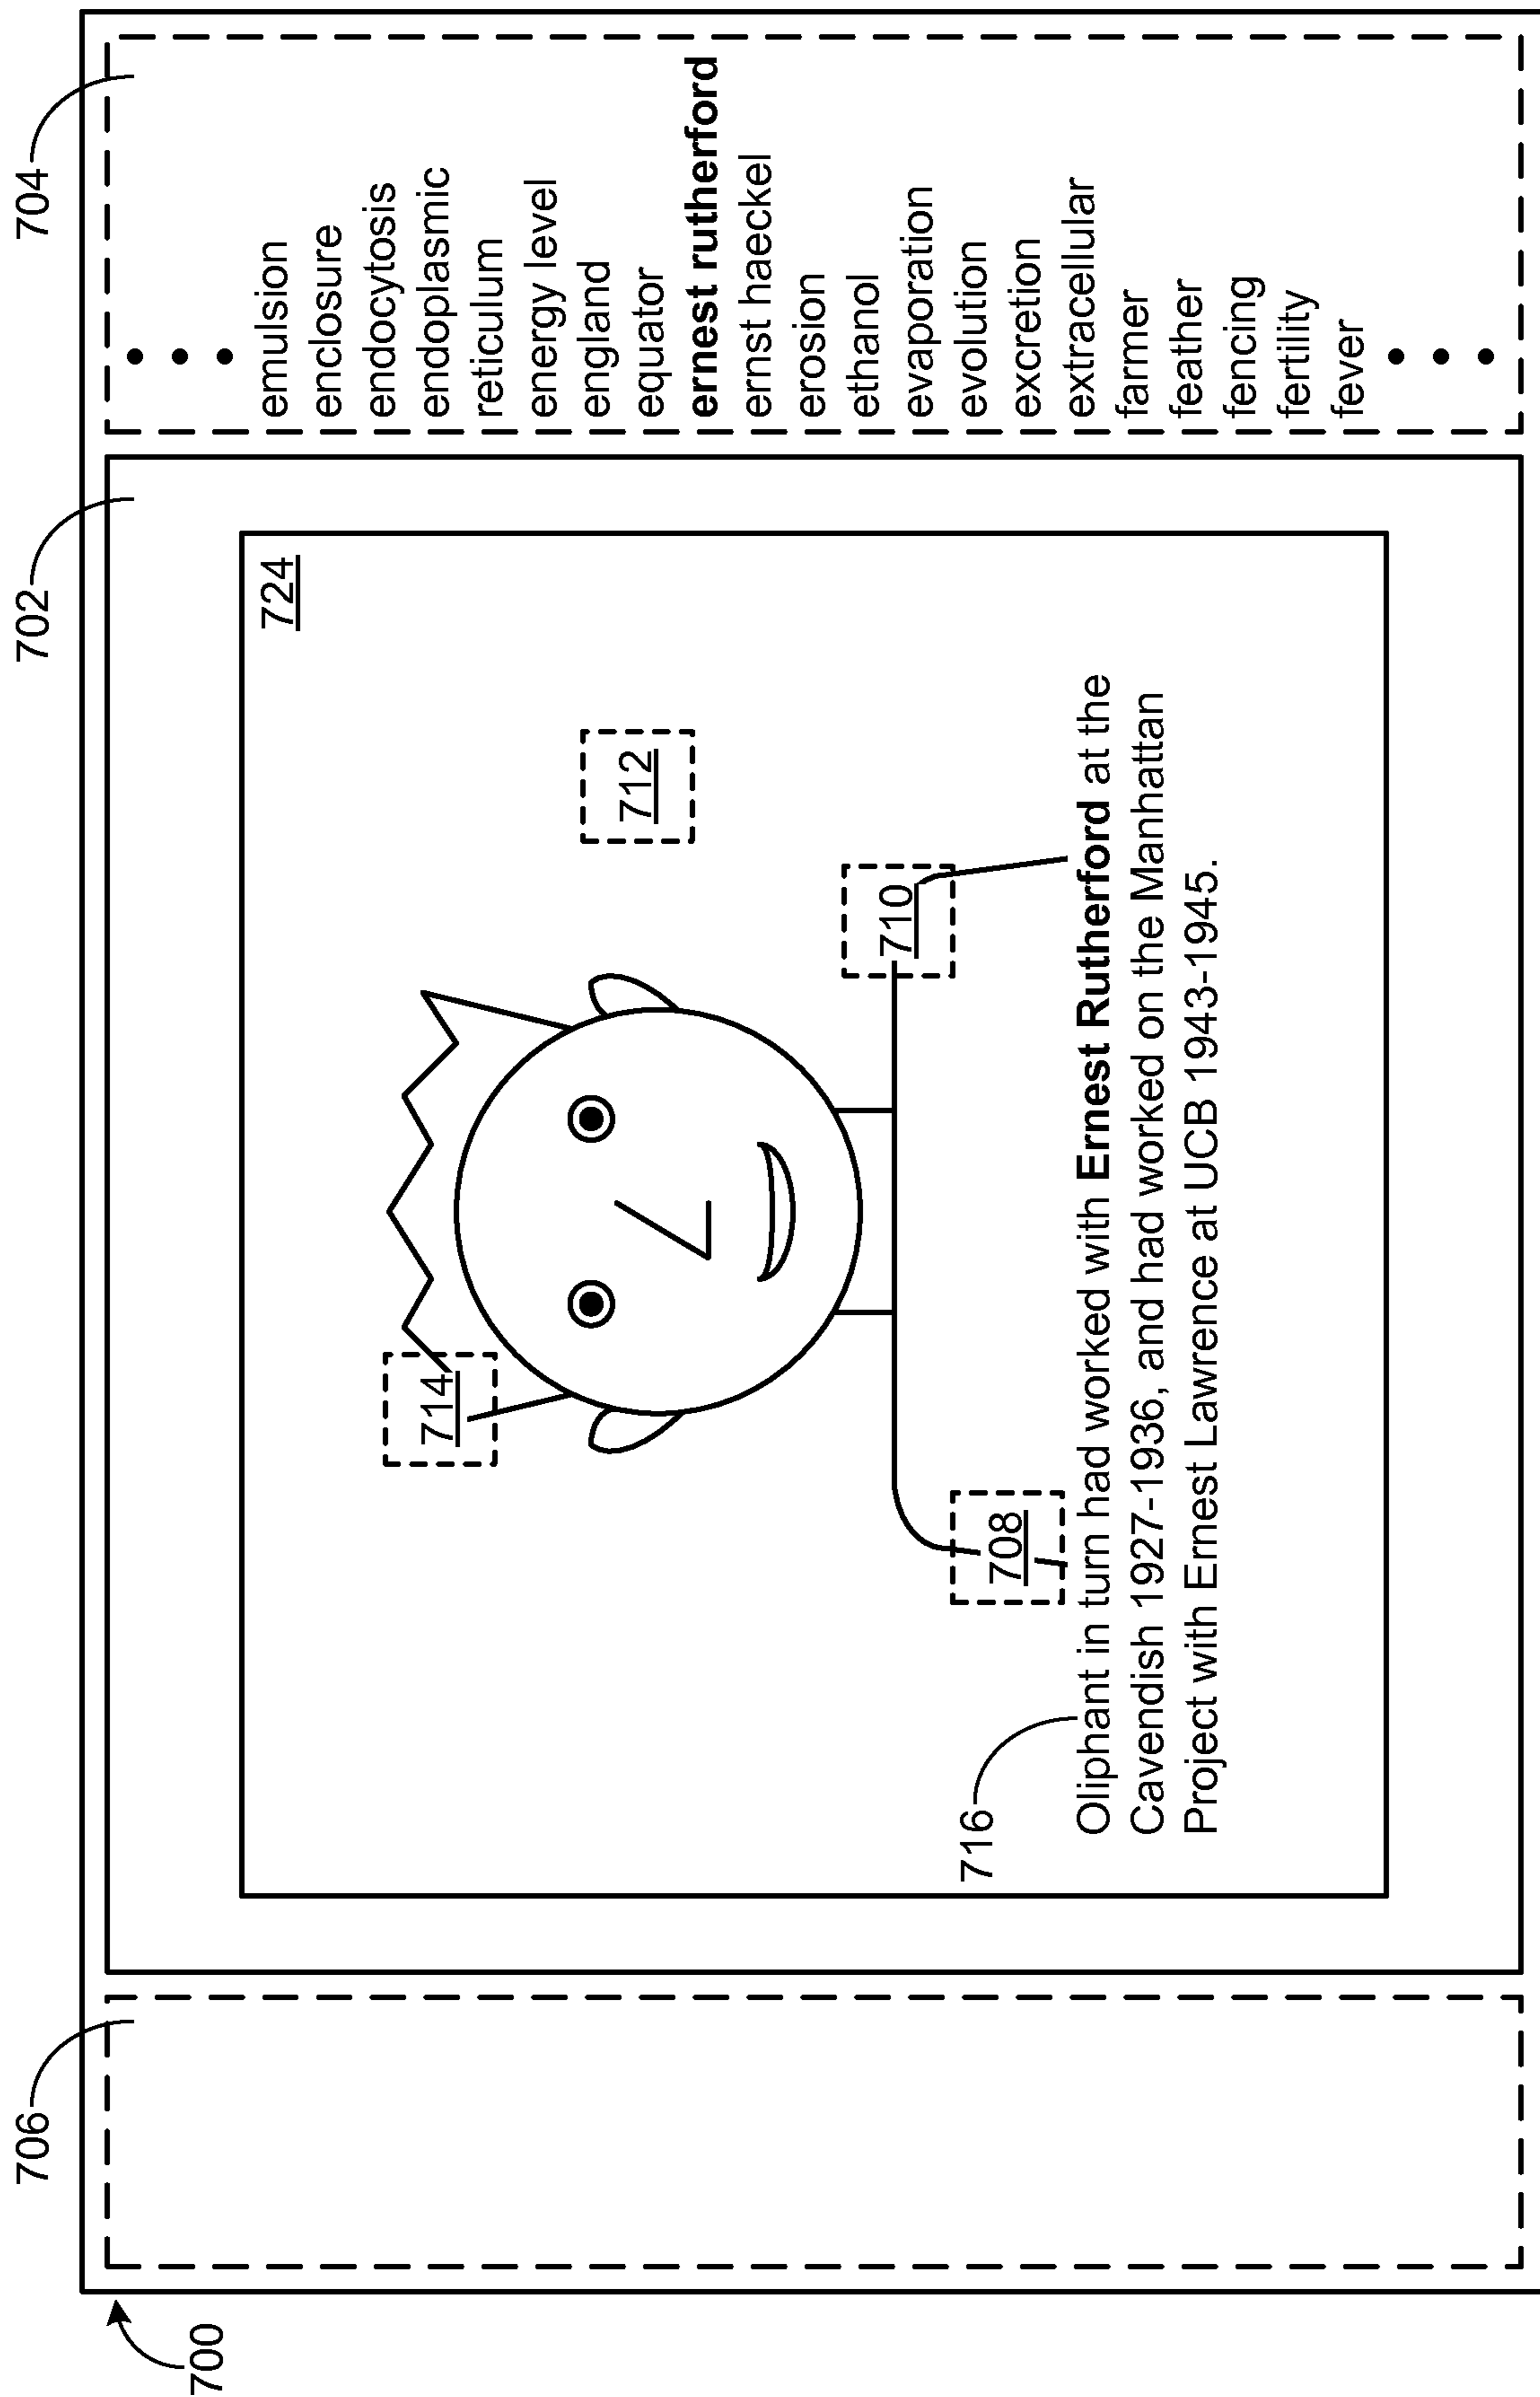 700
706
702
704
724
714
712
710
708
716
Oliphant in turn had worked with Ernest Rutherford at the
Cavendish 1927-1936, and had worked on the Manhattan
Project with Ernest Lawrence at UCB 1943-1945.
emulsion
enclosure
endocytosis
endoplasmic
reticulum
energy level
england
equator
ernest rutherford
ernst haeckel
erosion
ethanol
evaporation
evolution
excretion
extracellular
farmer
feather
fencing
fertility
fever